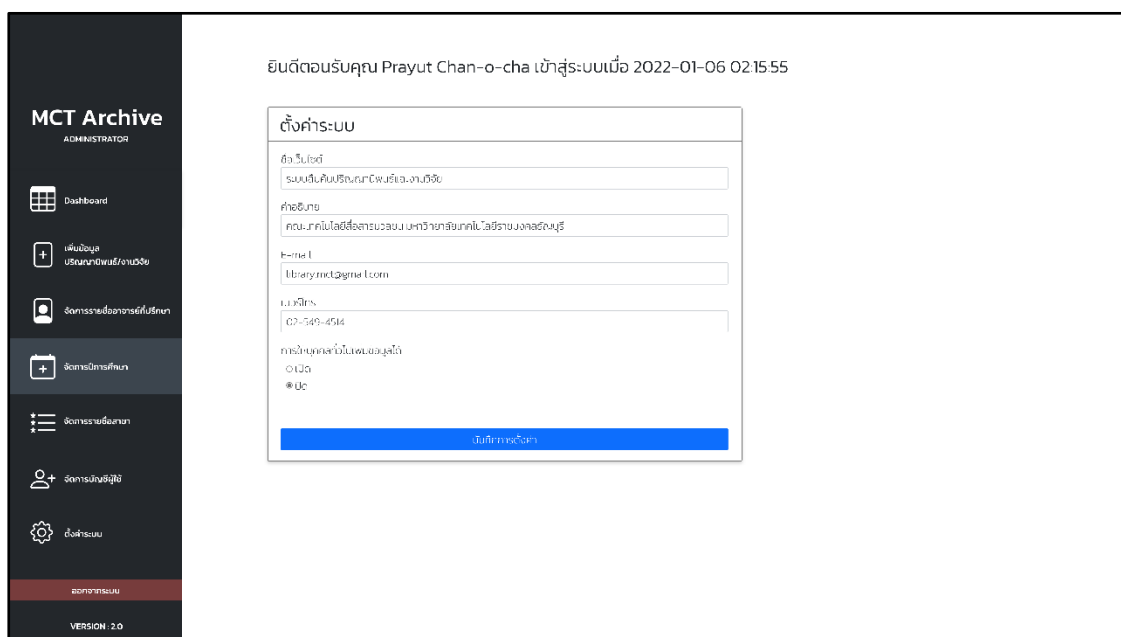 ยินดีตอนรับคุณ Prayut Chan-o-cha เข้าสู่ระบบเมื่อ 2022-01-06 02:15:55
MCT Archive
ADMINISTRATOR
Dashboard
เพิ่มข้อมูล
ปริญญานิพนธ์/งานวิจัย
จัดการรายชื่ออาจารย์ที่ปรึกษา
จัดการปีการศึกษา
จัดการรายชื่อสาขา
จัดการบัญชีผู้ใช้
ตั้งค่าระบบ
ออกจากระบบ
VERSION : 2.0
ตั้งค่าระบบ
ชื่อเว็บไซต์
ระบบสืบค้นปริญญานิพนธ์และงานวิจัย
คำอธิบาย
คณะเทคโนโลยีสื่อสารมวลชน มหาวิทยาลัยเทคโนโลยีราชมงคลธัญบุรี
E-mail
library.mct@gmail.com
เบอร์โทร
02-549-4514
การให้บุคคลทั่วไปเพิ่มข้อมูลได้
เปิด
ปิด
บันทึกการตั้งค่า